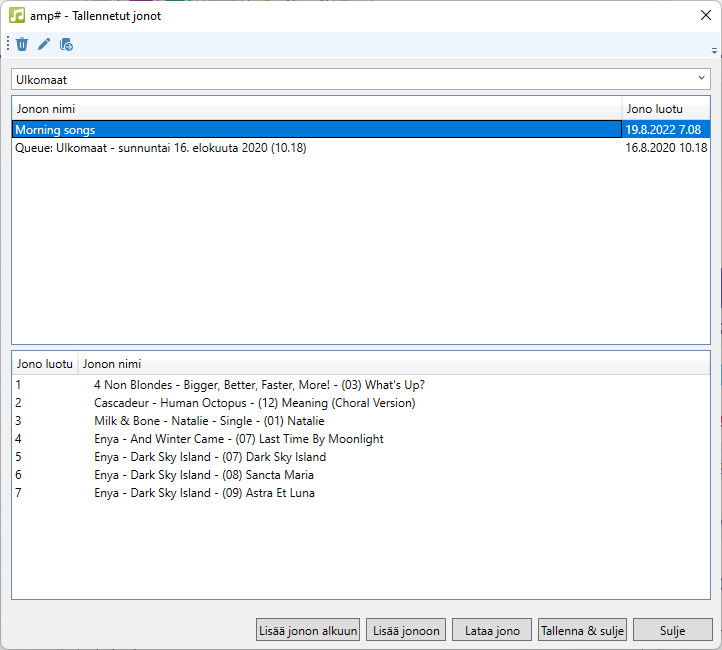 amp# - Tallennetut jonot
Ulkomaat
Jonon nimi Jono luotu
Morning songs 19.8.2022 7.08
Queue: Ulkomaat - sunnuntai 16. elokuuta 2020 (10.18) 16.8.2020 10.18
Jono luotu Jonon nimi
1 4 Non Blondes - Bigger, Better, Faster, More! - (03) What's Up?
2 Cascadeur - Human Octopus - (12) Meaning (Choral Version)
3 Milk & Bone - Natalie - Single - (01) Natalie
4 Enya - And Winter Came - (07) Last Time By Moonlight
5 Enya - Dark Sky Island - (07) Dark Sky Island
6 Enya - Dark Sky Island - (08) Sancta Maria
7 Enya - Dark Sky Island - (09) Astra Et Luna
Lisää jonon alkuun Lisää jonoon Lataa jono Tallenna & sulje Sulje